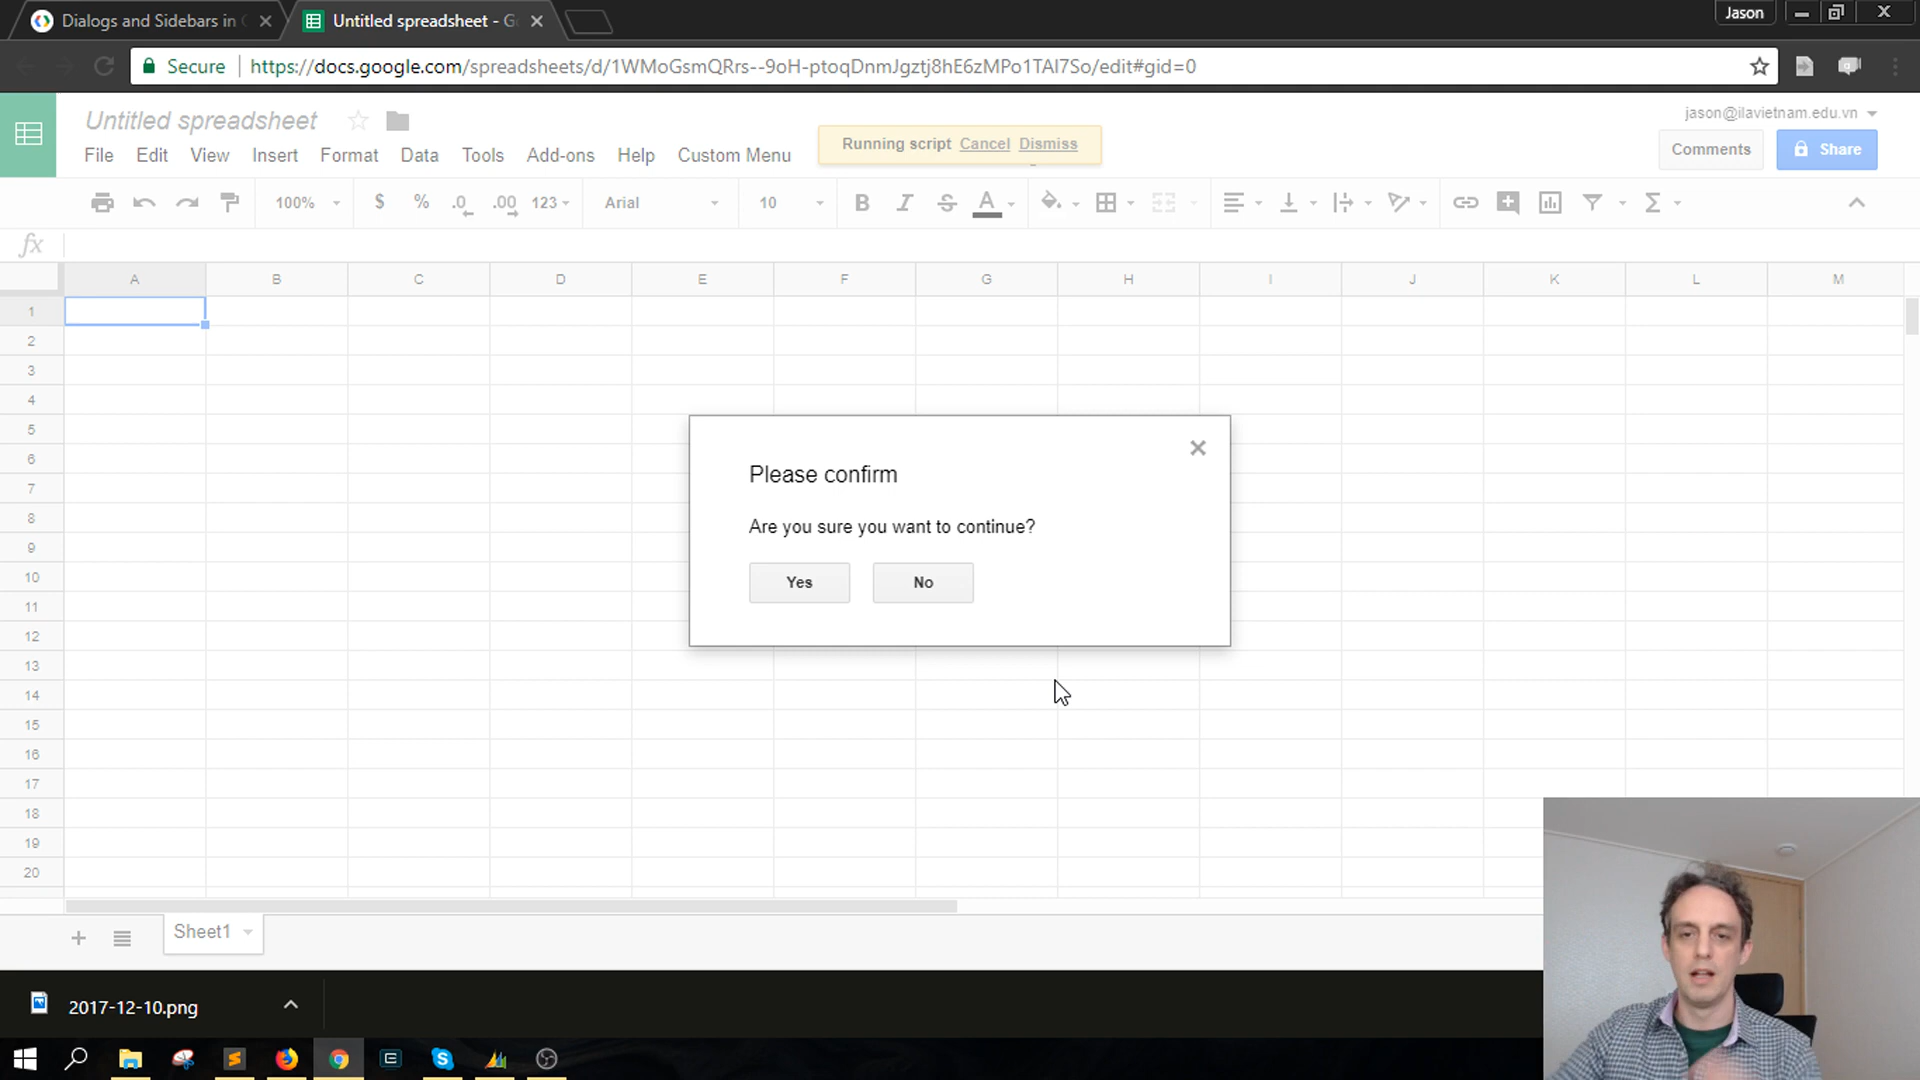 Dialogs and Sidebars in
Untitled spreadsheet - G
Jason
Secure
https://docs.google.com/spreadsheets/d/1WMoGsmQRrs--9oH-ptoqDnmJgztj8hE6zMPo1TAI7So/edit#gid=0
Untitled spreadsheet
jason@ilavietnam.edu.vn
File Edit View Insert Format Data Tools Add-ons Help Custom Menu
Running script Cancel Dismiss
Comments
Share
100% $ % .0 .00 123 Arial 10 B I S A
fx
A B C D E F G H I J K L M
1
2
3
4
5
6
7
8
9
10
11
12
13
14
15
16
17
18
19
20
Please confirm
Are you sure you want to continue?
Yes No
Sheet1
2017-12-10.png